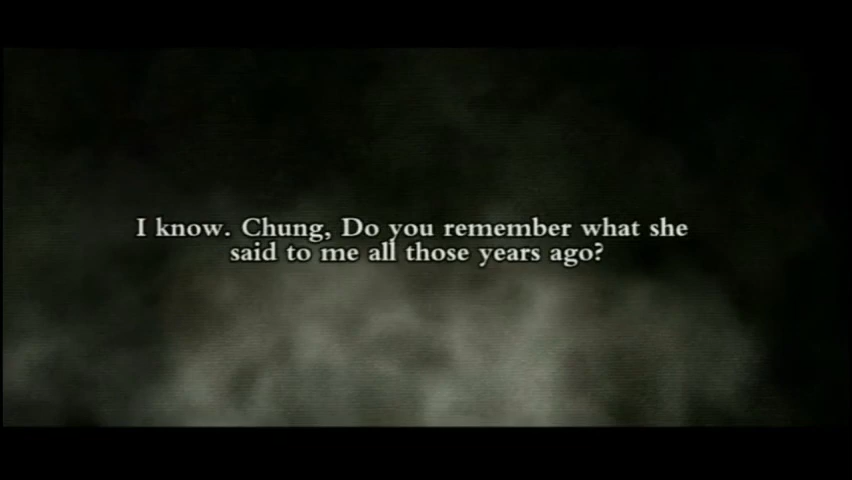 I know. Chung, Do you remember what she
said to me all those years ago?